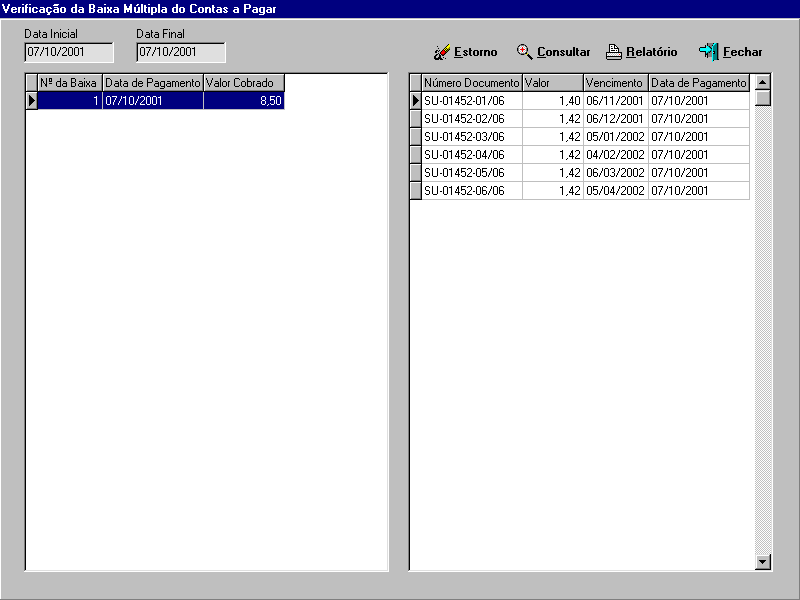 Verificação da Baixa Múltipla do Contas a Pagar
Data Inicial Data Final
07/10/2001 07/10/2001
Estorno Consultar Relatório Fechar
Nº da Baixa Data de Pagamento Valor Cobrado
1 07/10/2001 8,50
Número Documento Valor Vencimento Data de Pagamento
SU-01452-01/06 1,40 06/11/2001 07/10/2001
SU-01452-02/06 1,42 06/12/2001 07/10/2001
SU-01452-03/06 1,42 05/01/2002 07/10/2001
SU-01452-04/06 1,42 04/02/2002 07/10/2001
SU-01452-05/06 1,42 06/03/2002 07/10/2001
SU-01452-06/06 1,42 05/04/2002 07/10/2001